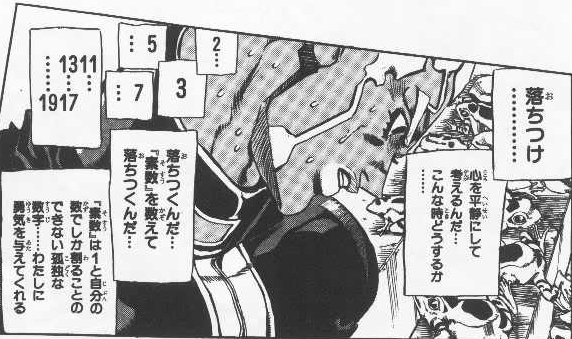 落ちつけ
…………
心を平静にして
考えるんだ…
こんな時どうするか
……
2…
3
…5
…7
11…
13…
17
…19
落ちつくんだ…
『素数』を数えて
落ちつくんだ…
『素数』は1と自分の
数でしか割ることの
できない孤独な
数字……わたしに
勇気を与えてくれる